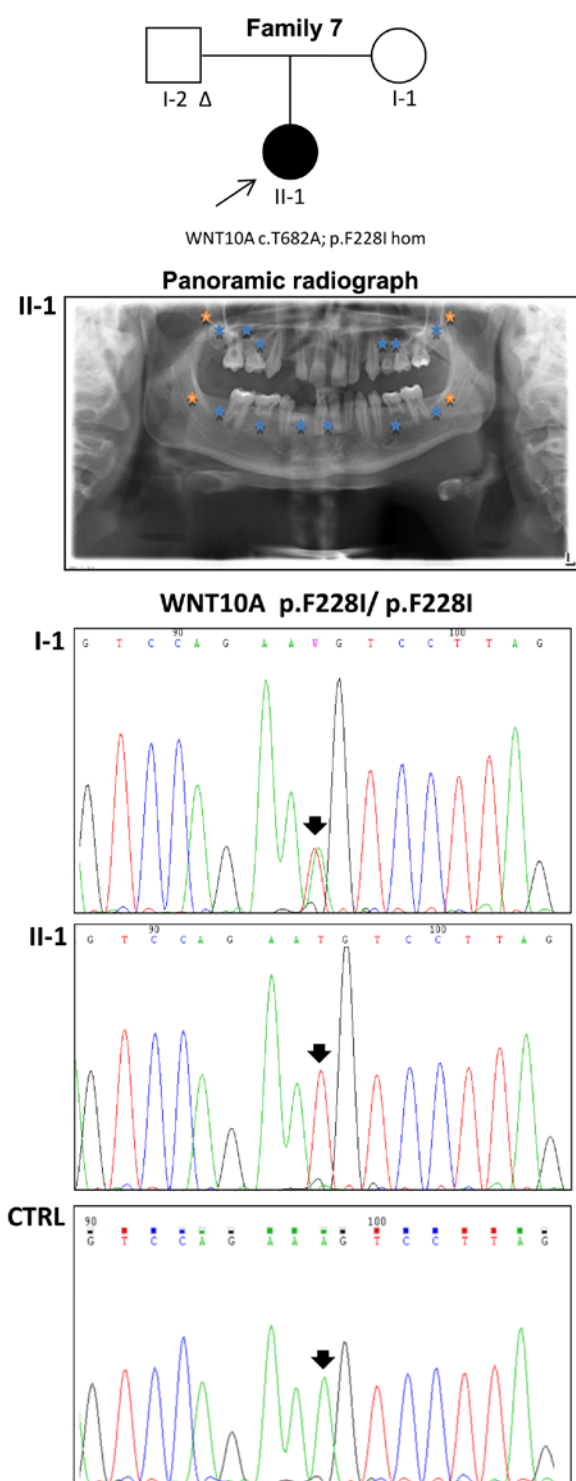 Family 7
I-2 Δ
I-1
II-1
WNT10A c.T682A; p.F228I hom
Panoramic radiograph
II-1
L
WNT10A p.F228I/ p.F228I
I-1
90 100
G T C C A G A A U G T C C T T A G
II-1
90 100
G T C C A G A A T G T C C T T A G
CTRL
90 100
G T C C A G A A A G T C C T T A G